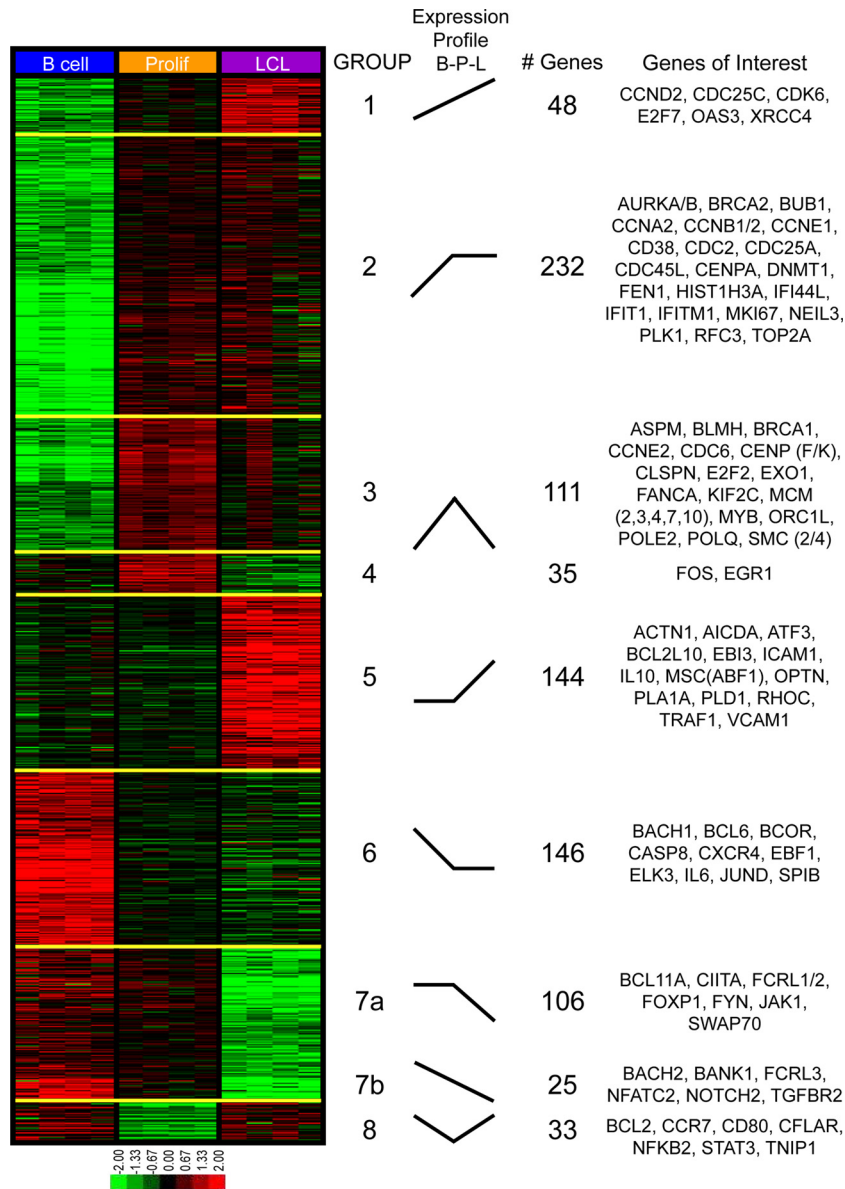 Expression
Profile
B-P-L
B cell Prolif LCL GROUP # Genes Genes of Interest
1 48 CCND2, CDC25C, CDK6,
E2F7, OAS3, XRCC4
2 232 AURKA/B, BRCA2, BUB1,
CCNA2, CCNB1/2, CCNE1,
CD38, CDC2, CDC25A,
CDC45L, CENPA, DNMT1,
FEN1, HIST1H3A, IFI44L,
IFIT1, IFITM1, MKI67, NEIL3,
PLK1, RFC3, TOP2A
3 111 ASPM, BLMH, BRCA1,
CCNE2, CDC6, CENP (F/K),
CLSPN, E2F2, EXO1,
FANCA, KIF2C, MCM
(2,3,4,7,10), MYB, ORC1L,
POLE2, POLQ, SMC (2/4)
4 35 FOS, EGR1
5 144 ACTN1, AICDA, ATF3,
BCL2L10, EBI3, ICAM1,
IL10, MSC(ABF1), OPTN,
PLA1A, PLD1, RHOC,
TRAF1, VCAM1
6 146 BACH1, BCL6, BCOR,
CASP8, CXCR4, EBF1,
ELK3, IL6, JUND, SPIB
7a 106 BCL11A, CIITA, FCRL1/2,
FOXP1, FYN, JAK1,
SWAP70
7b 25 BACH2, BANK1, FCRL3,
NFATC2, NOTCH2, TGFBR2
8 33 BCL2, CCR7, CD80, CFLAR,
NFKB2, STAT3, TNIP1
-2.00 -1.33 -0.67 0.00 0.67 1.33 2.00